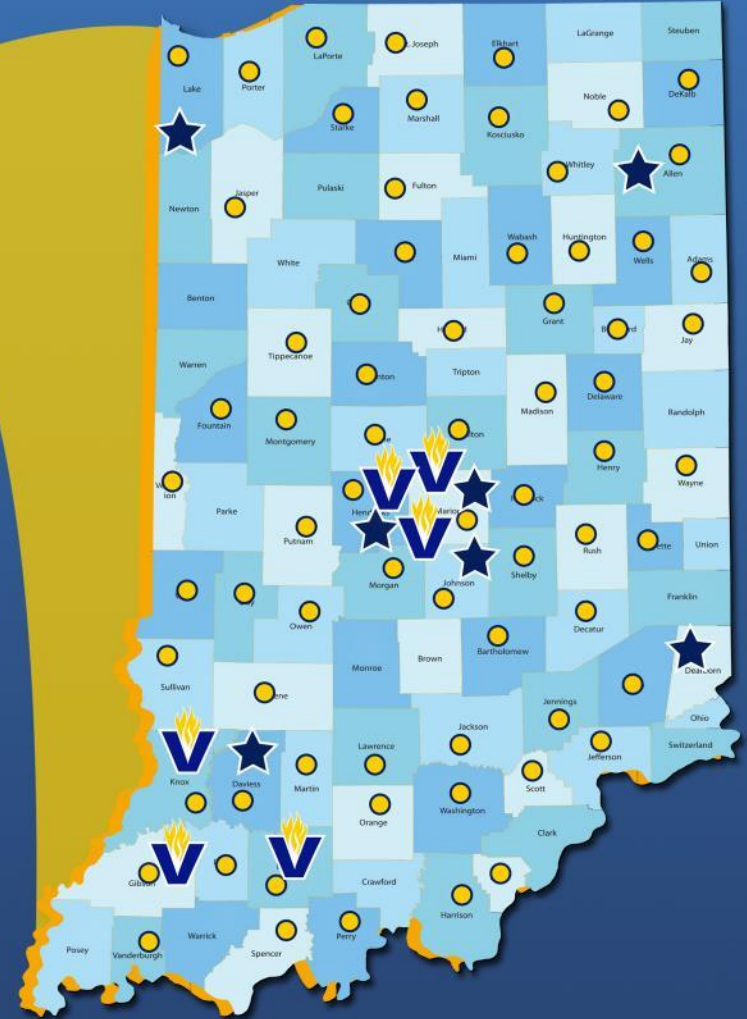 LaGrange
Steuben
. Joseph
Elkhart
LaPorte
Lake
Porter
Noble
DeKalb
Marshall
Starke
Kosciusko
Whitley
Allen
Pulaski
Fulton
Jasper
Newton
Wabash
Huntington
Miami
Wells
Adams
White
Benton
Grant
Jay
Tippecanoe
Warren
Tripton
Delaware
Madison
Randolph
Fountain
Montgomery
Henry
Wayne
ion
Parke
Putnam
Marion
Rush
Union
Shelby
Morgan
Johnson
Franklin
Owen
Decatur
Bartholomew
Monroe
Brown
Dearborn
Sullivan
Jennings
Ohio
Jackson
Lawrence
Switzerland
Jefferson
Knox
Daviess
Martin
Scott
Washington
Orange
Clark
Gibson
Crawford
Harrison
Posey
Vanderburgh
Warrick
Spencer
Perry